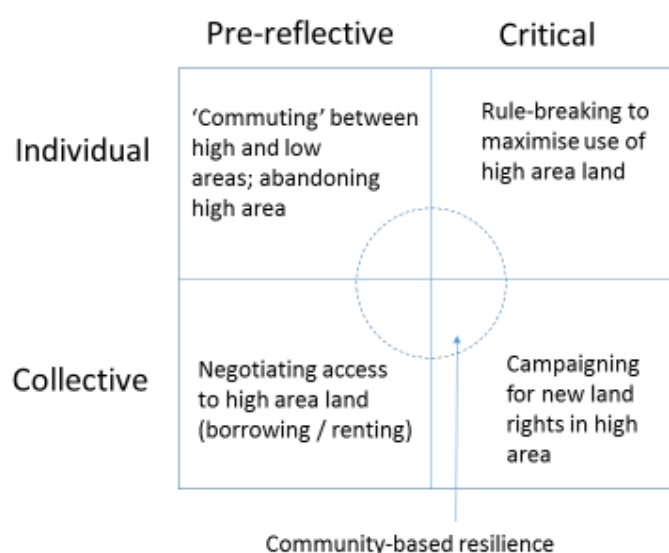 Pre-reflective
Critical
Individual
‘Commuting’ between
high and low
areas; abandoning
high area
Rule-breaking to
maximise use of
high area land
Collective
Negotiating access
to high area land
(borrowing / renting)
Campaigning
for new land
rights in high
area
Community-based resilience